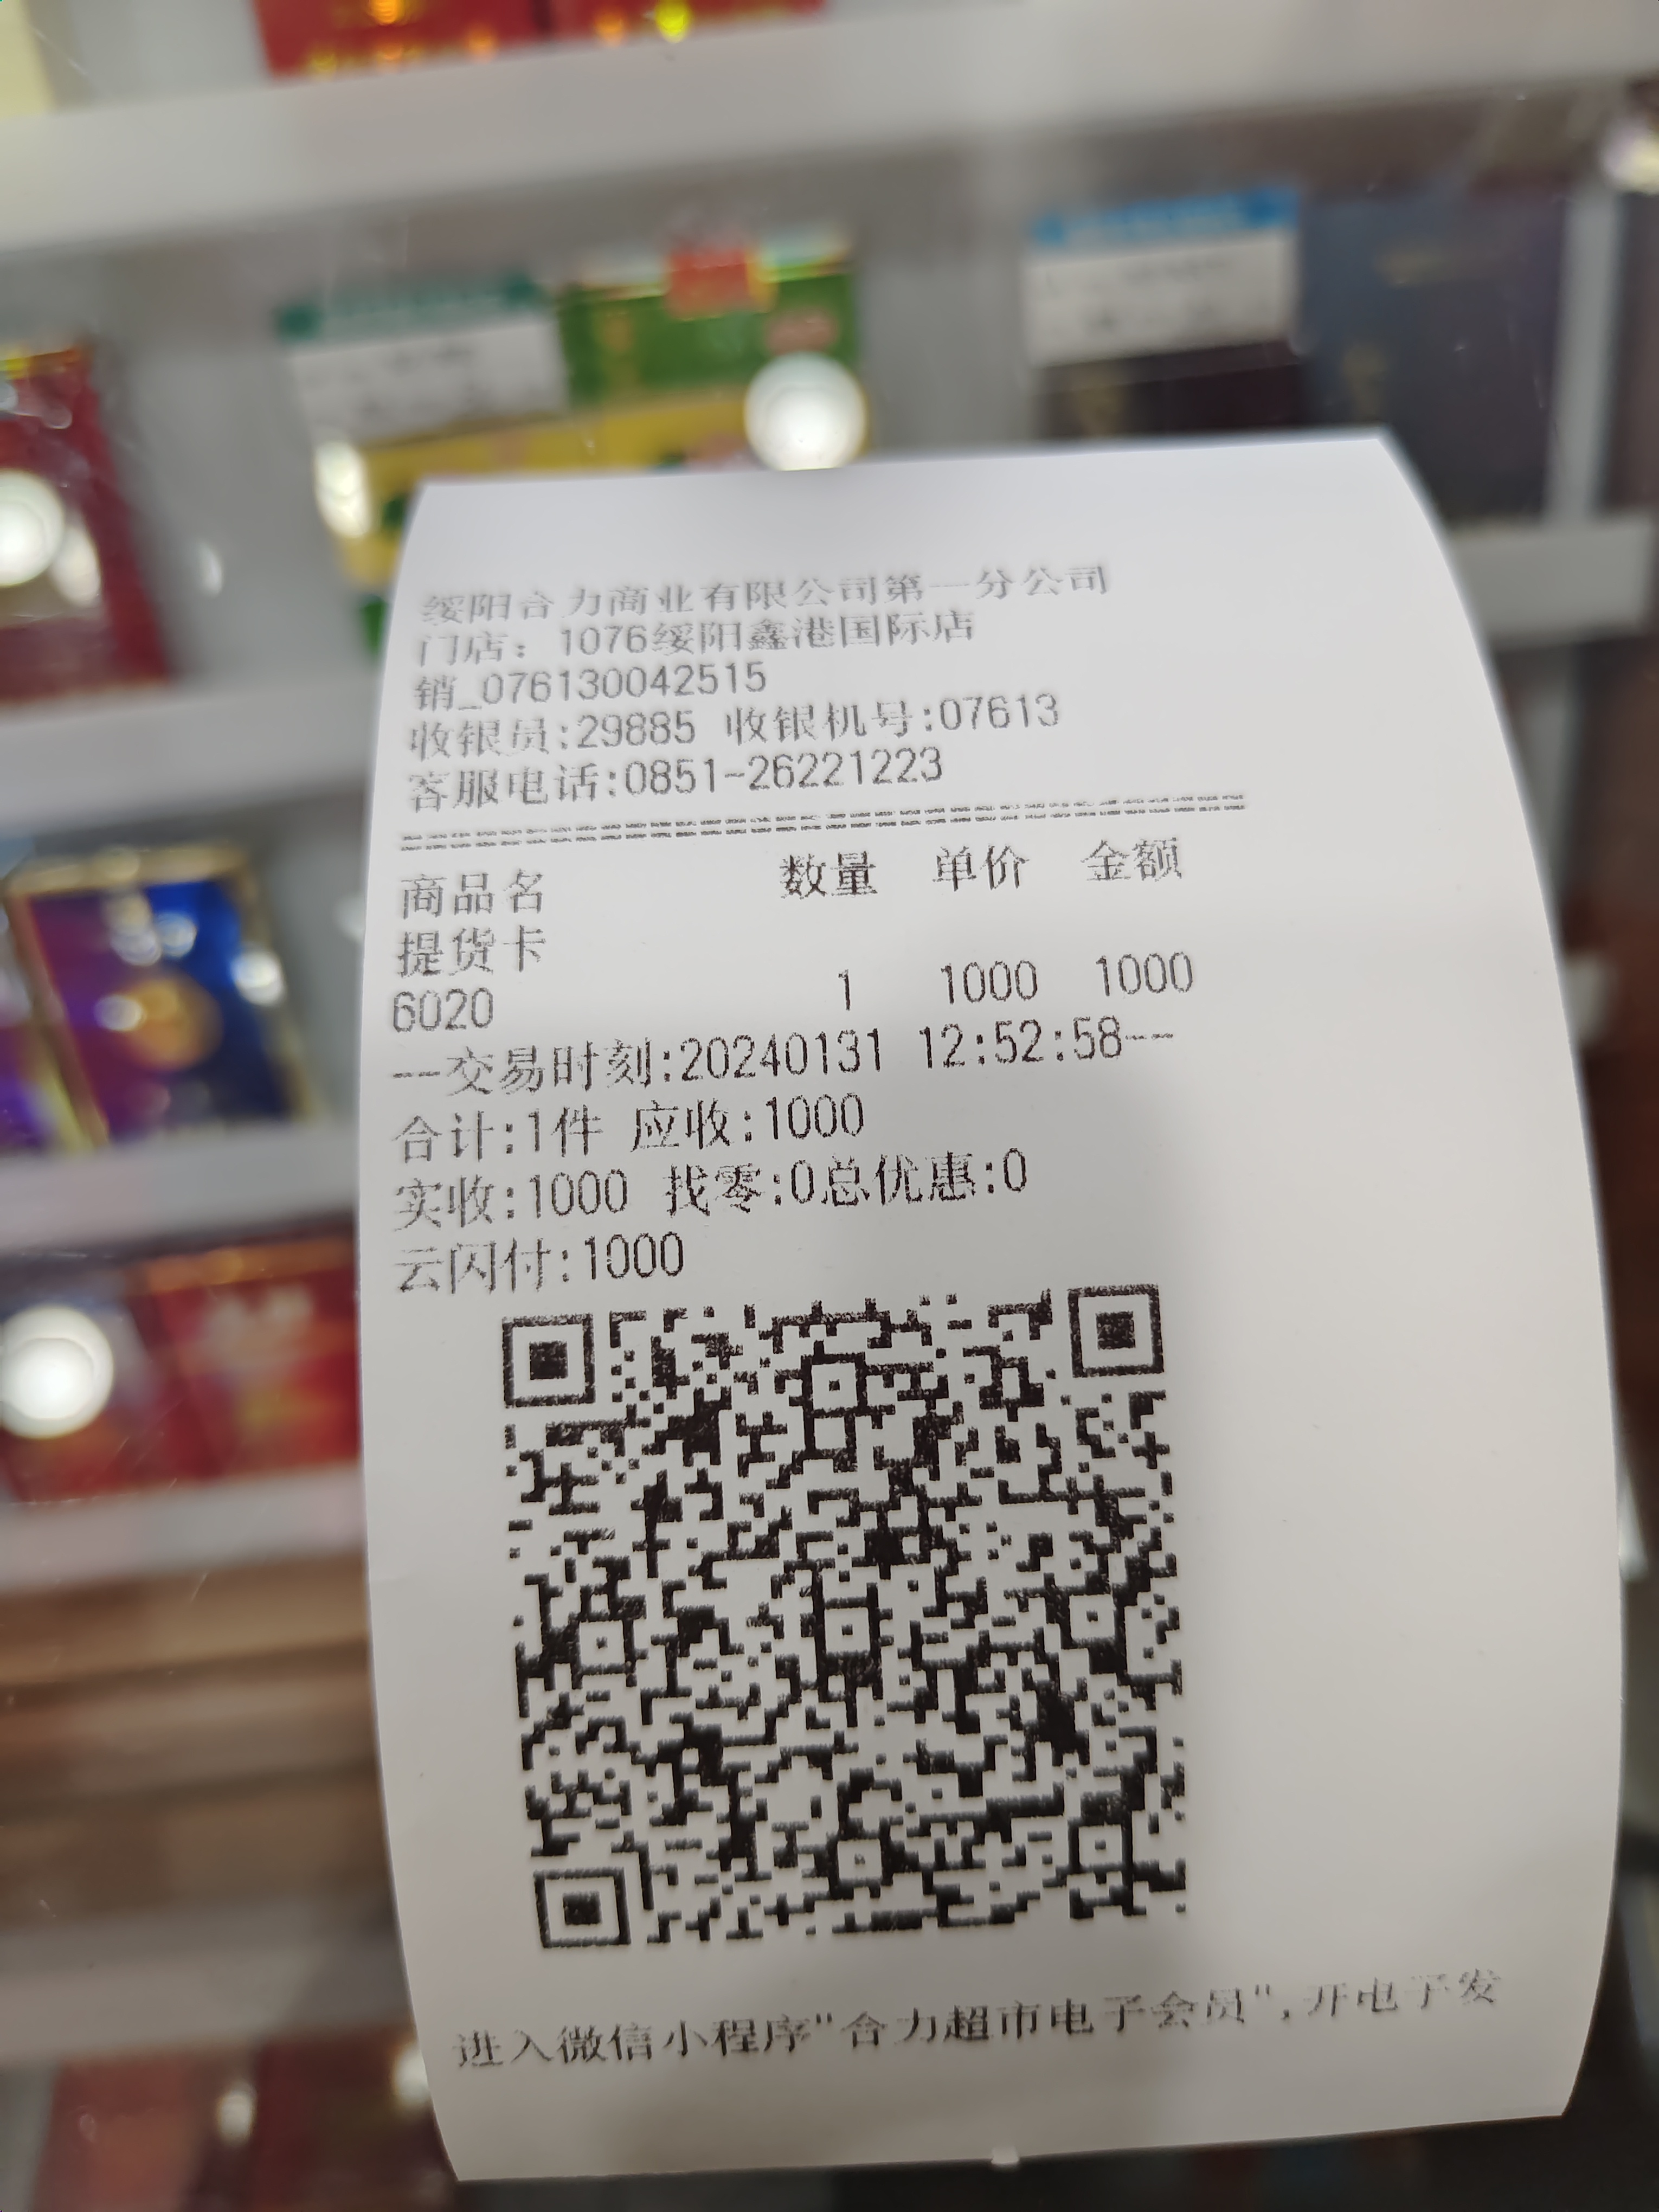 绥阳合力商业有限公司第一分公司
门店：1076绥阳鑫港国际店
销_076130042515
收银员:29885 收银机号:07613
客服电话:0851-26221223
商品名 数量 单价 金额
提货卡
6020 1 1000 1000
--交易时刻:20240131 12:52:58--
合计:1件 应收:1000
实收:1000 找零:0总优惠:0
云闪付:1000
进入微信小程序"合力超市电子会员",开电子发